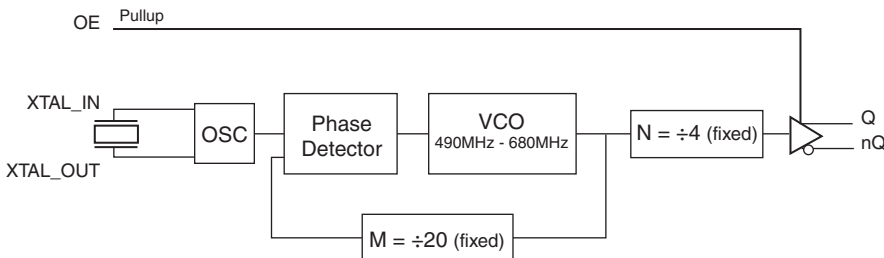 OE
Pullup
XTAL_IN
XTAL_OUT
OSC
Phase
Detector
VCO
490MHz - 680MHz
N = ÷4 (fixed)
Q
nQ
M = ÷20 (fixed)